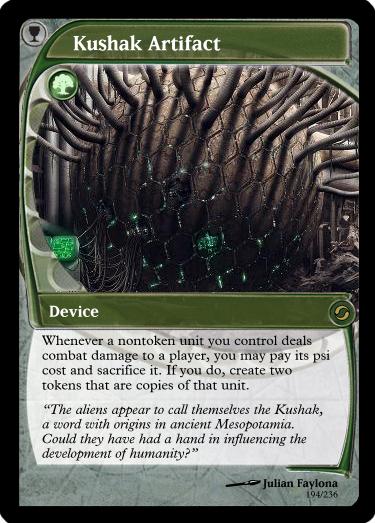 Kushak Artifact
Device
Whenever a nontoken unit you control deals
combat damage to a player, you may pay its psi
cost and sacrifice it. If you do, create two
tokens that are copies of that unit.
“The aliens appear to call themselves the Kushak,
a word with origins in ancient Mesopotamia.
Could they have had a hand in influencing the
development of humanity?”
Julian Faylona
194/236